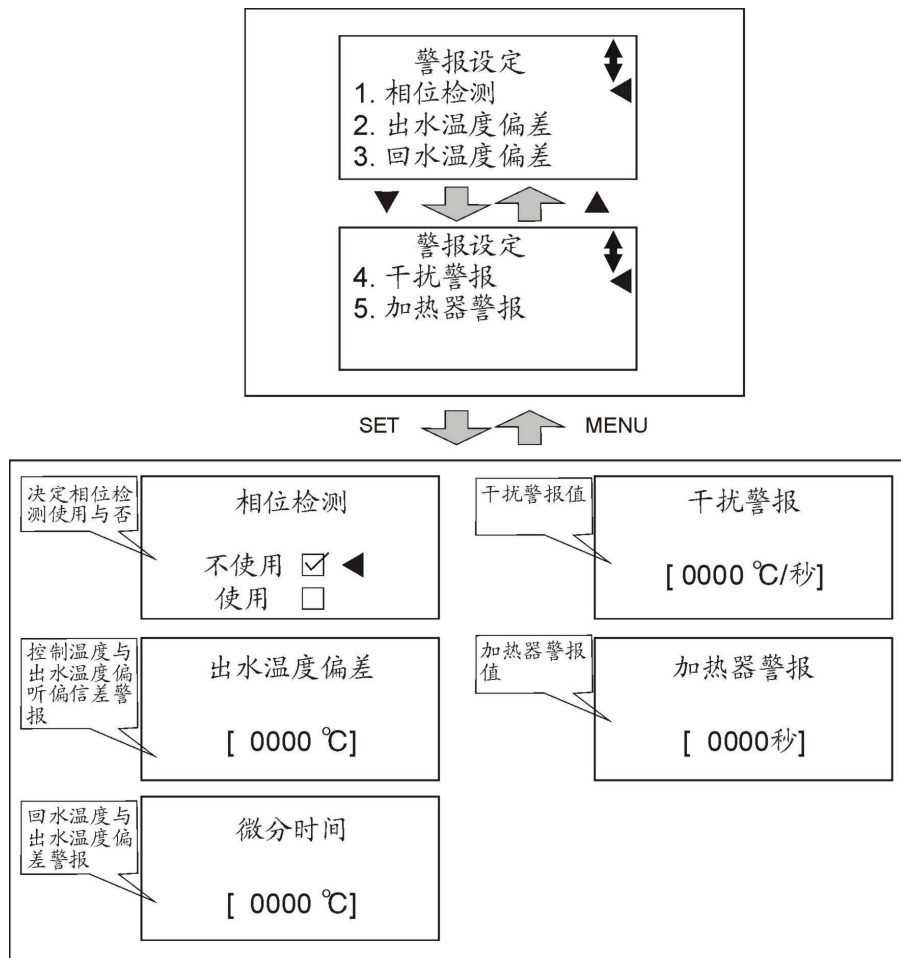 警报设定
1. 相位检测
2. 出水温度偏差
3. 回水温度偏差
▼ ▲
警报设定
4. 干扰警报
5. 加热器警报
SET MENU
决定相位检
测使用与否
相位检测
不使用 ☑ ◀
使用 □
干扰警报值
干扰警报
[ 0000 ℃/秒]
控制温度与
出水温度偏
听偏信差警
报
出水温度偏差
[ 0000 ℃]
加热器警报
值
加热器警报
[ 0000秒]
回水温度与
出水温度偏
差警报
微分时间
[ 0000 ℃]